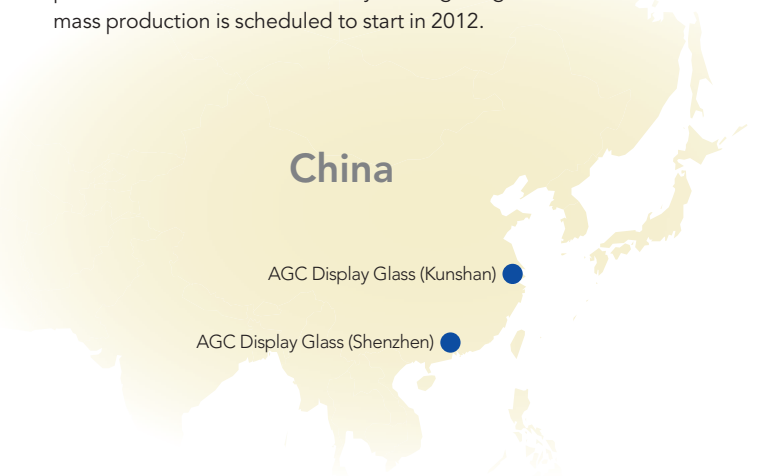 mass production is scheduled to start in 2012.
China
AGC Display Glass (Kunshan)
AGC Display Glass (Shenzhen)